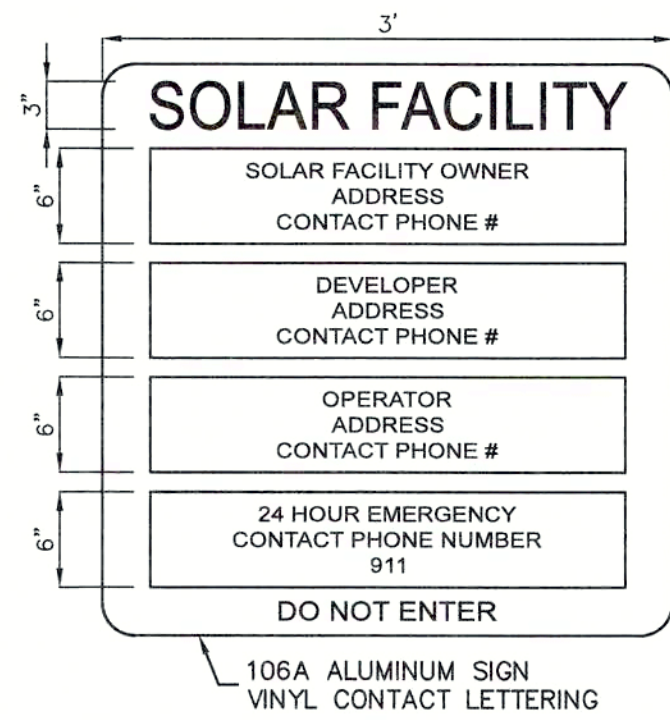 3'
3"
SOLAR FACILITY
6"
SOLAR FACILITY OWNER
ADDRESS
CONTACT PHONE #
6"
DEVELOPER
ADDRESS
CONTACT PHONE #
6"
OPERATOR
ADDRESS
CONTACT PHONE #
6"
24 HOUR EMERGENCY
CONTACT PHONE NUMBER
911
DO NOT ENTER
106A ALUMINUM SIGN
VINYL CONTACT LETTERING